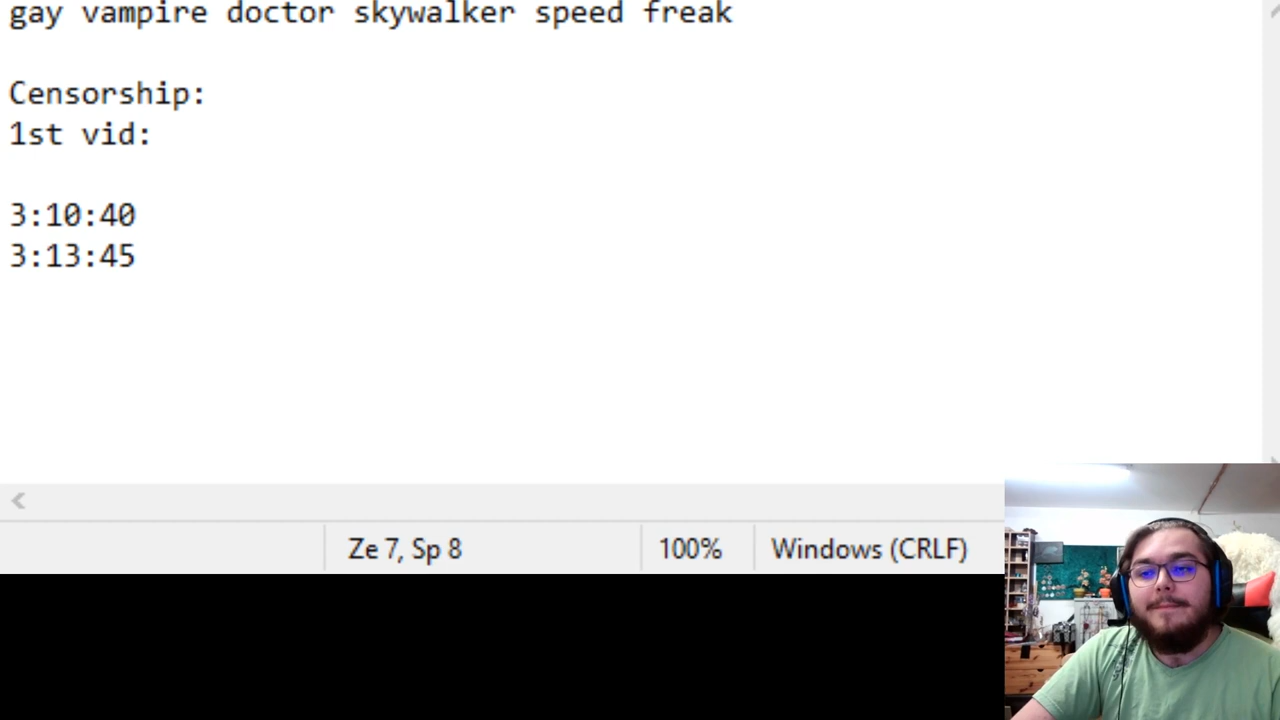 gay vampire doctor skywalker speed freak
Censorship:
1st vid:
3:10:40
3:13:45
Ze 7, Sp 8
100%
Windows (CRLF)